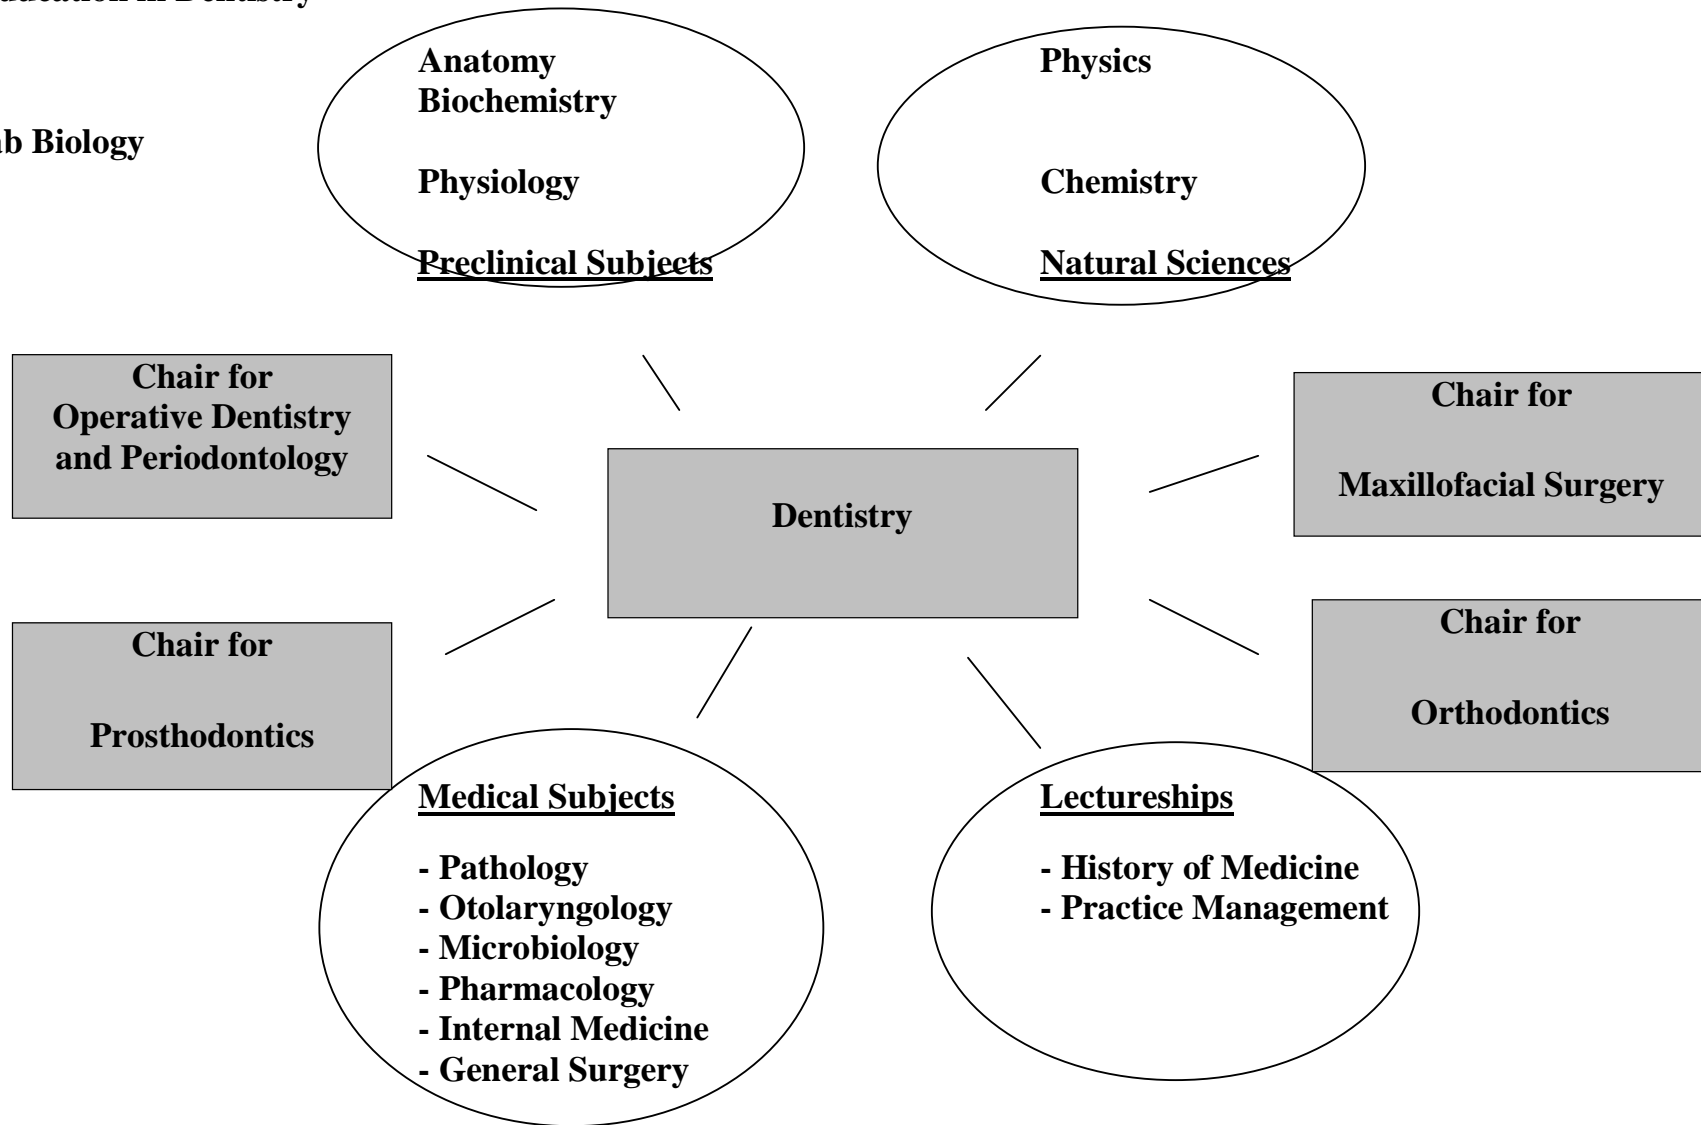 in Dentistry
Anatomy
Biochemistry
Physiology
Preclinical Subjects
Physics
Chemistry
Natural Sciences
Biology
Chair for
Operative Dentistry
and Periodontology
Chair for
Maxillofacial Surgery
Dentistry
Chair for
Prosthodontics
Chair for
Orthodontics
Medical Subjects
- Pathology
- Otolaryngology
- Microbiology
- Pharmacology
- Internal Medicine
- General Surgery
Lectureships
- History of Medicine
- Practice Management